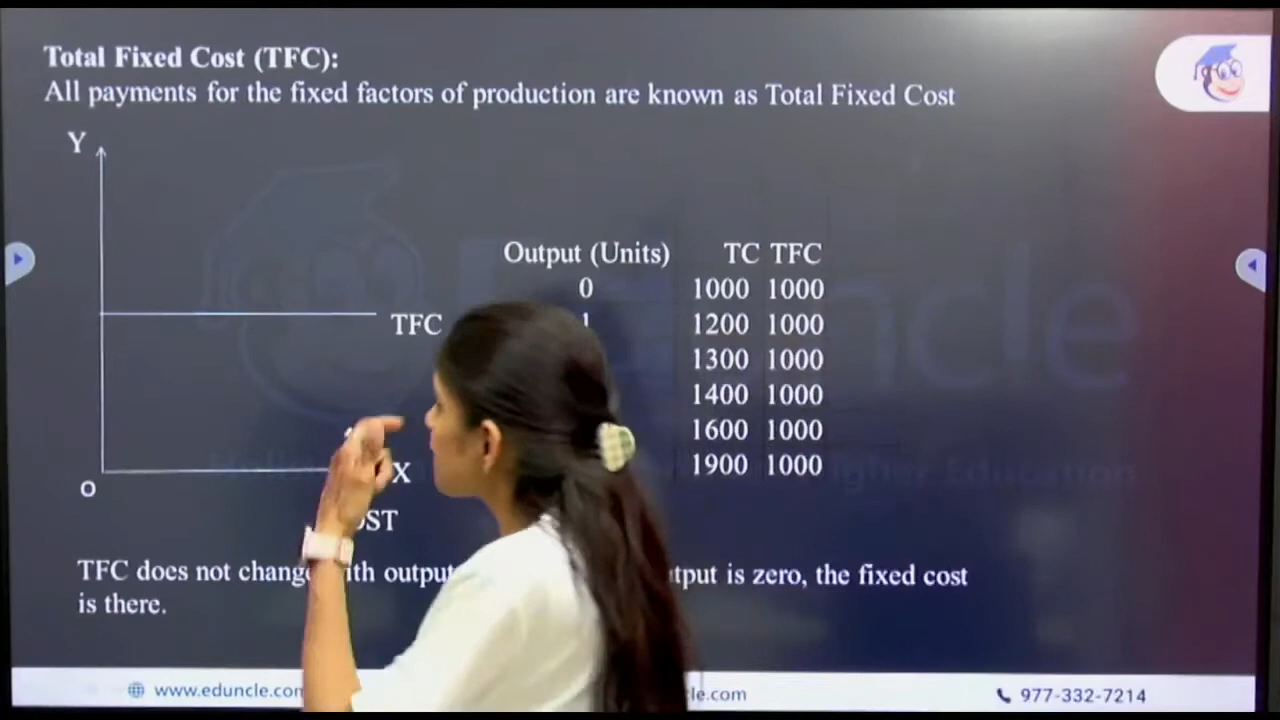 Total Fixed Cost (TFC):
All payments for the fixed factors of production are known as Total Fixed Cost
Y
Output (Units) TC TFC
0 1000 1000
TFC 1 1200 1000
1300 1000
1400 1000
1600 1000
X 1900 1000
O
TFC does not change with output is zero, the fixed cost
is there.
www.eduncle.com 977-332-7214